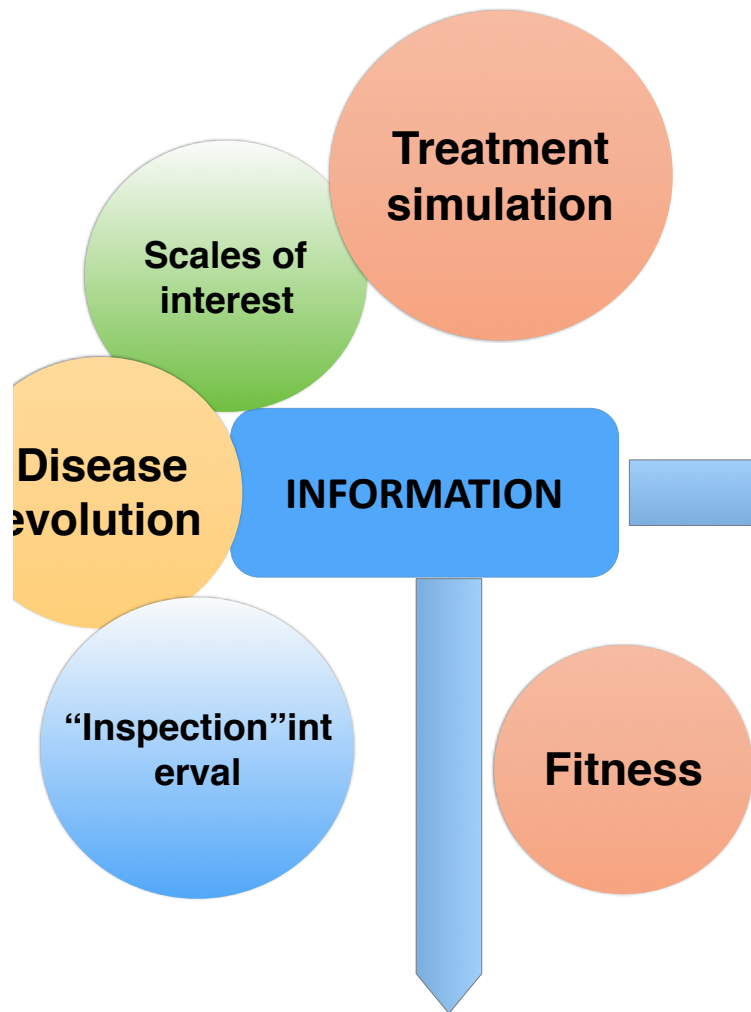 Treatment
simulation
Scales of
interest
Disease
evolution
INFORMATION
“Inspection”int
erval
Fitness